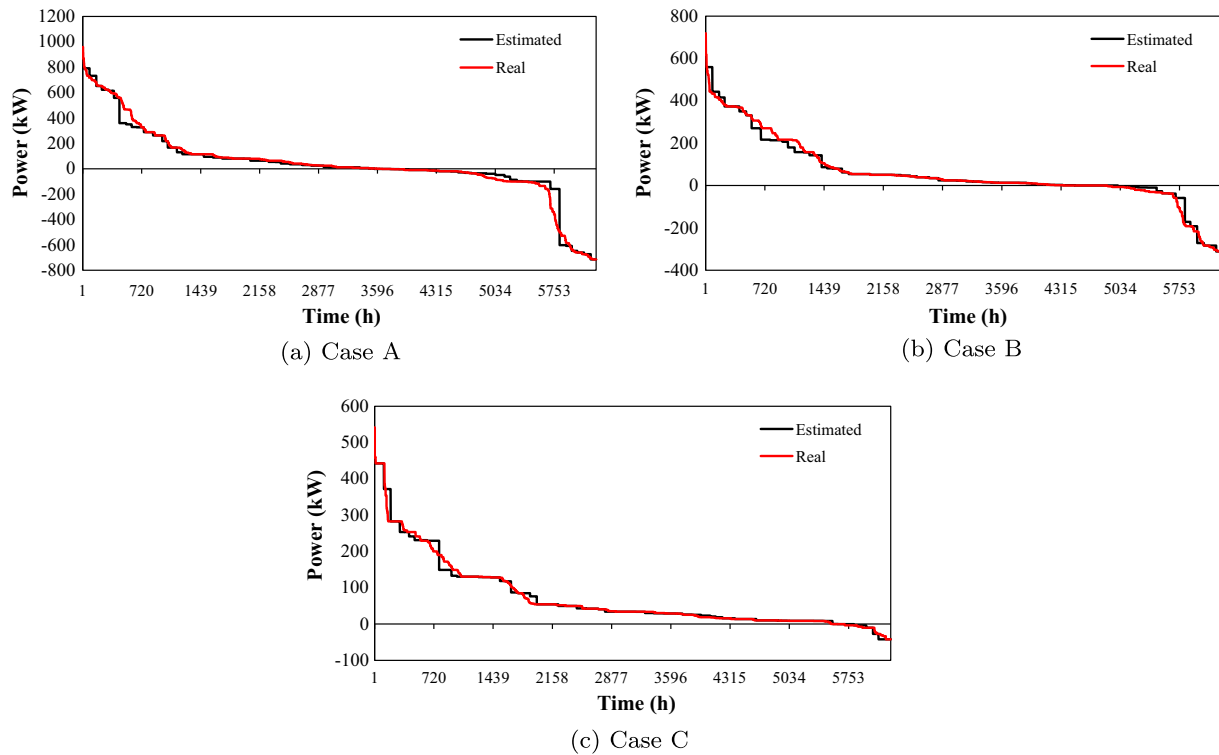 1200
1000
800
600
400
200
0
-200
-400
-600
-800
Power (kW)
Estimated
Real
1 720 1439 2158 2877 3596 4315 5034 5753
Time (h)
(a) Case A
800
600
400
200
0
-200
-400
Power (kW)
Estimated
Real
1 720 1439 2158 2877 3596 4315 5034 5753
Time (h)
(b) Case B
600
500
400
300
200
100
0
-100
Power (kW)
Estimated
Real
1 720 1439 2158 2877 3596 4315 5034 5753
Time (h)
(c) Case C